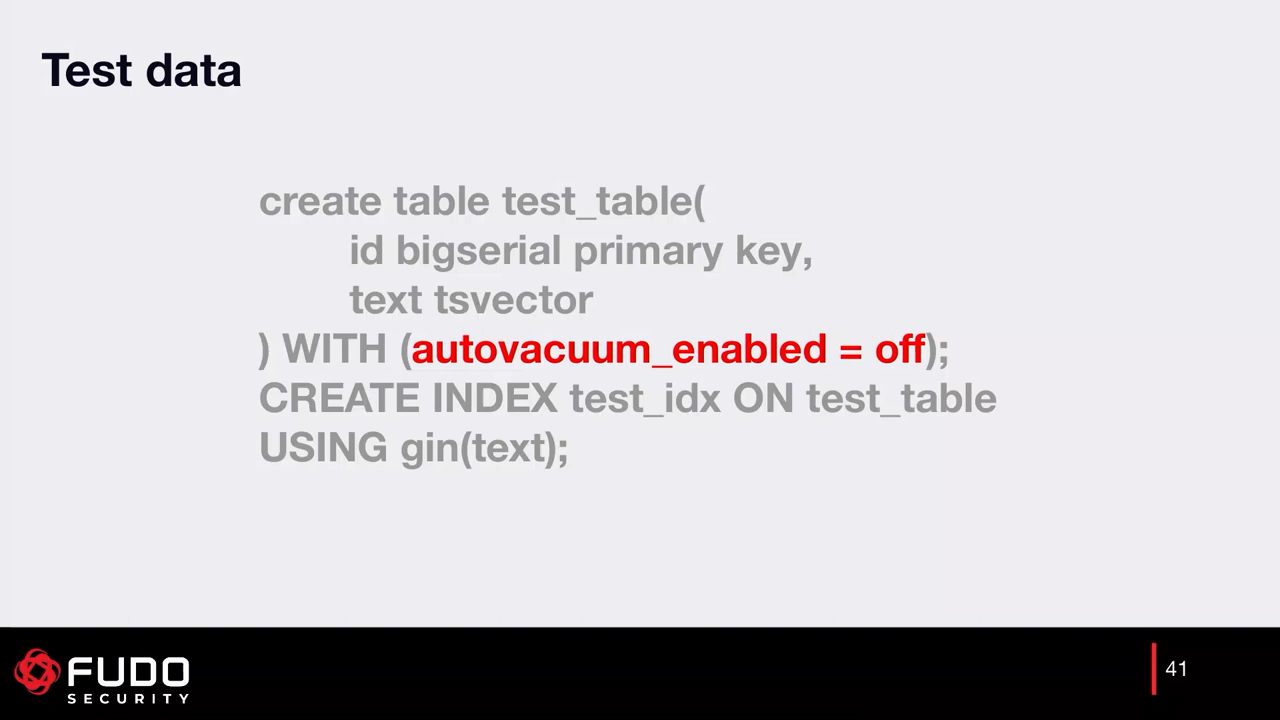 Test data
create table test_table(
id bigserial primary key,
text tsvector
) WITH (autovacuum_enabled = off);
CREATE INDEX test_idx ON test_table
USING gin(text);
FUDO
SECURITY
41